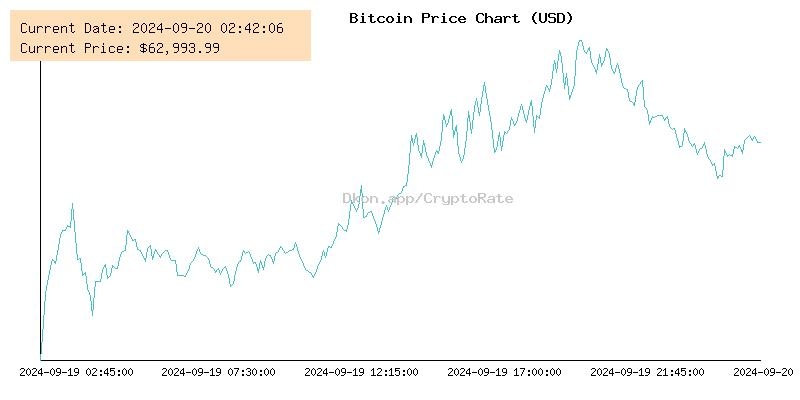 Bitcoin Price Chart (USD)
Current Date: 2024-09-20 02:42:06
Current Price: $62,993.99
Dkon.app/CryptoRate
2024-09-19 02:45:00 2024-09-19 07:30:00 2024-09-19 12:15:00 2024-09-19 17:00:00 2024-09-19 21:45:00 2024-09-20